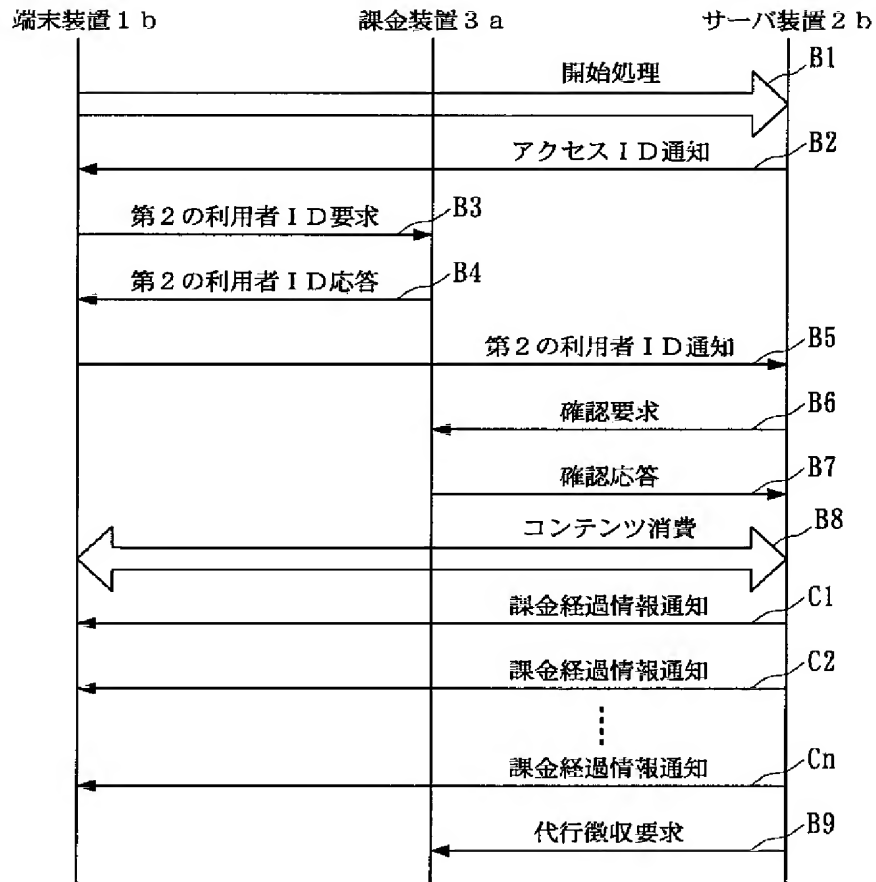 端末装置1b 課金装置3a サーバ装置2b
開始処理 B1
アクセスID通知 B2
第2の利用者ID要求 B3
第2の利用者ID応答 B4
第2の利用者ID通知 B5
確認要求 B6
確認応答 B7
コンテンツ消費 B8
課金経過情報通知 C1
課金経過情報通知 C2
課金経過情報通知 Cn
代行徴収要求 B9